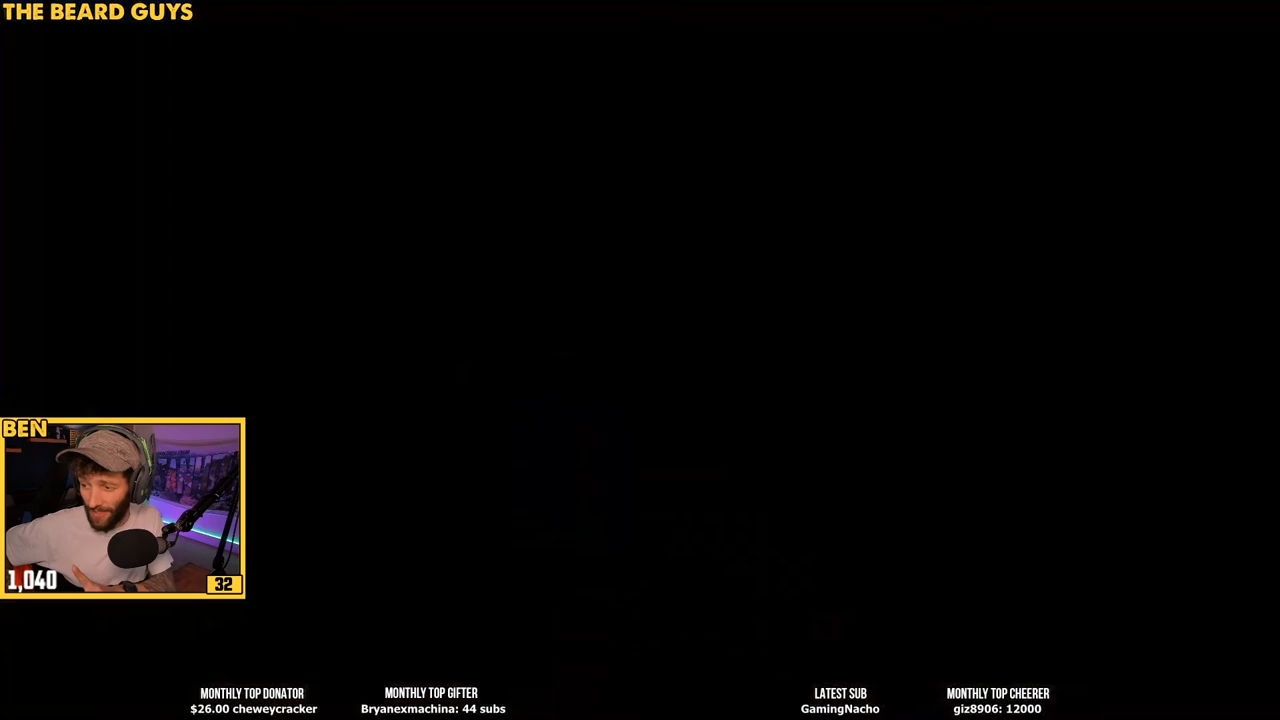 THE BEARD GUYS
BEN
1,040
32
MONTHLY TOP DONATOR
$26.00 cheweycracker
MONTHLY TOP GIFTER
Bryanexmachina: 44 subs
LATEST SUB
GamingNacho
MONTHLY TOP CHEERER
giz8906: 12000